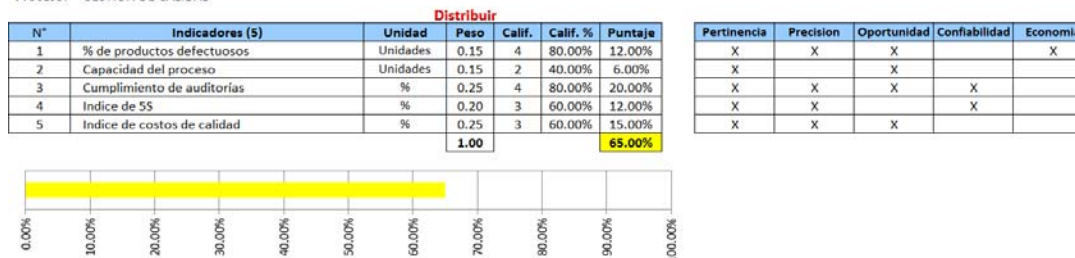 Distribuir
N° Indicadores (5) Unidad Peso Calif. Calif. % Puntaje Pertinencia Precision Oportunidad Confiabilidad Economia
1 % de productos defectuosos Unidades 0.15 4 80.00% 12.00% X X X X
2 Capacidad del proceso Unidades 0.15 2 40.00% 6.00% X X
3 Cumplimiento de auditorías % 0.25 4 80.00% 20.00% X X X X
4 Indice de 5S % 0.20 3 60.00% 12.00% X X X
5 Indice de costos de calidad % 0.25 3 60.00% 15.00% X X X
1.00 65.00%
0.00% 10.00% 20.00% 30.00% 40.00% 50.00% 60.00% 70.00% 80.00% 90.00% 00.00%